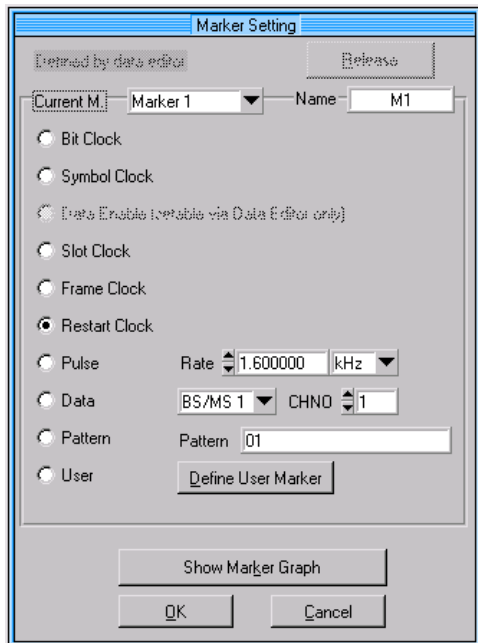 Marker Setting
Defined by data editor Release
Current M. Marker 1 Name M1
Bit Clock
Symbol Clock
Data Enable (setable via Data Editor only)
Slot Clock
Frame Clock
Restart Clock
Pulse Rate 1.600000 kHz
Data BS/MS 1 CHNO 1
Pattern Pattern 01
User Define User Marker
Show Marker Graph
OK Cancel